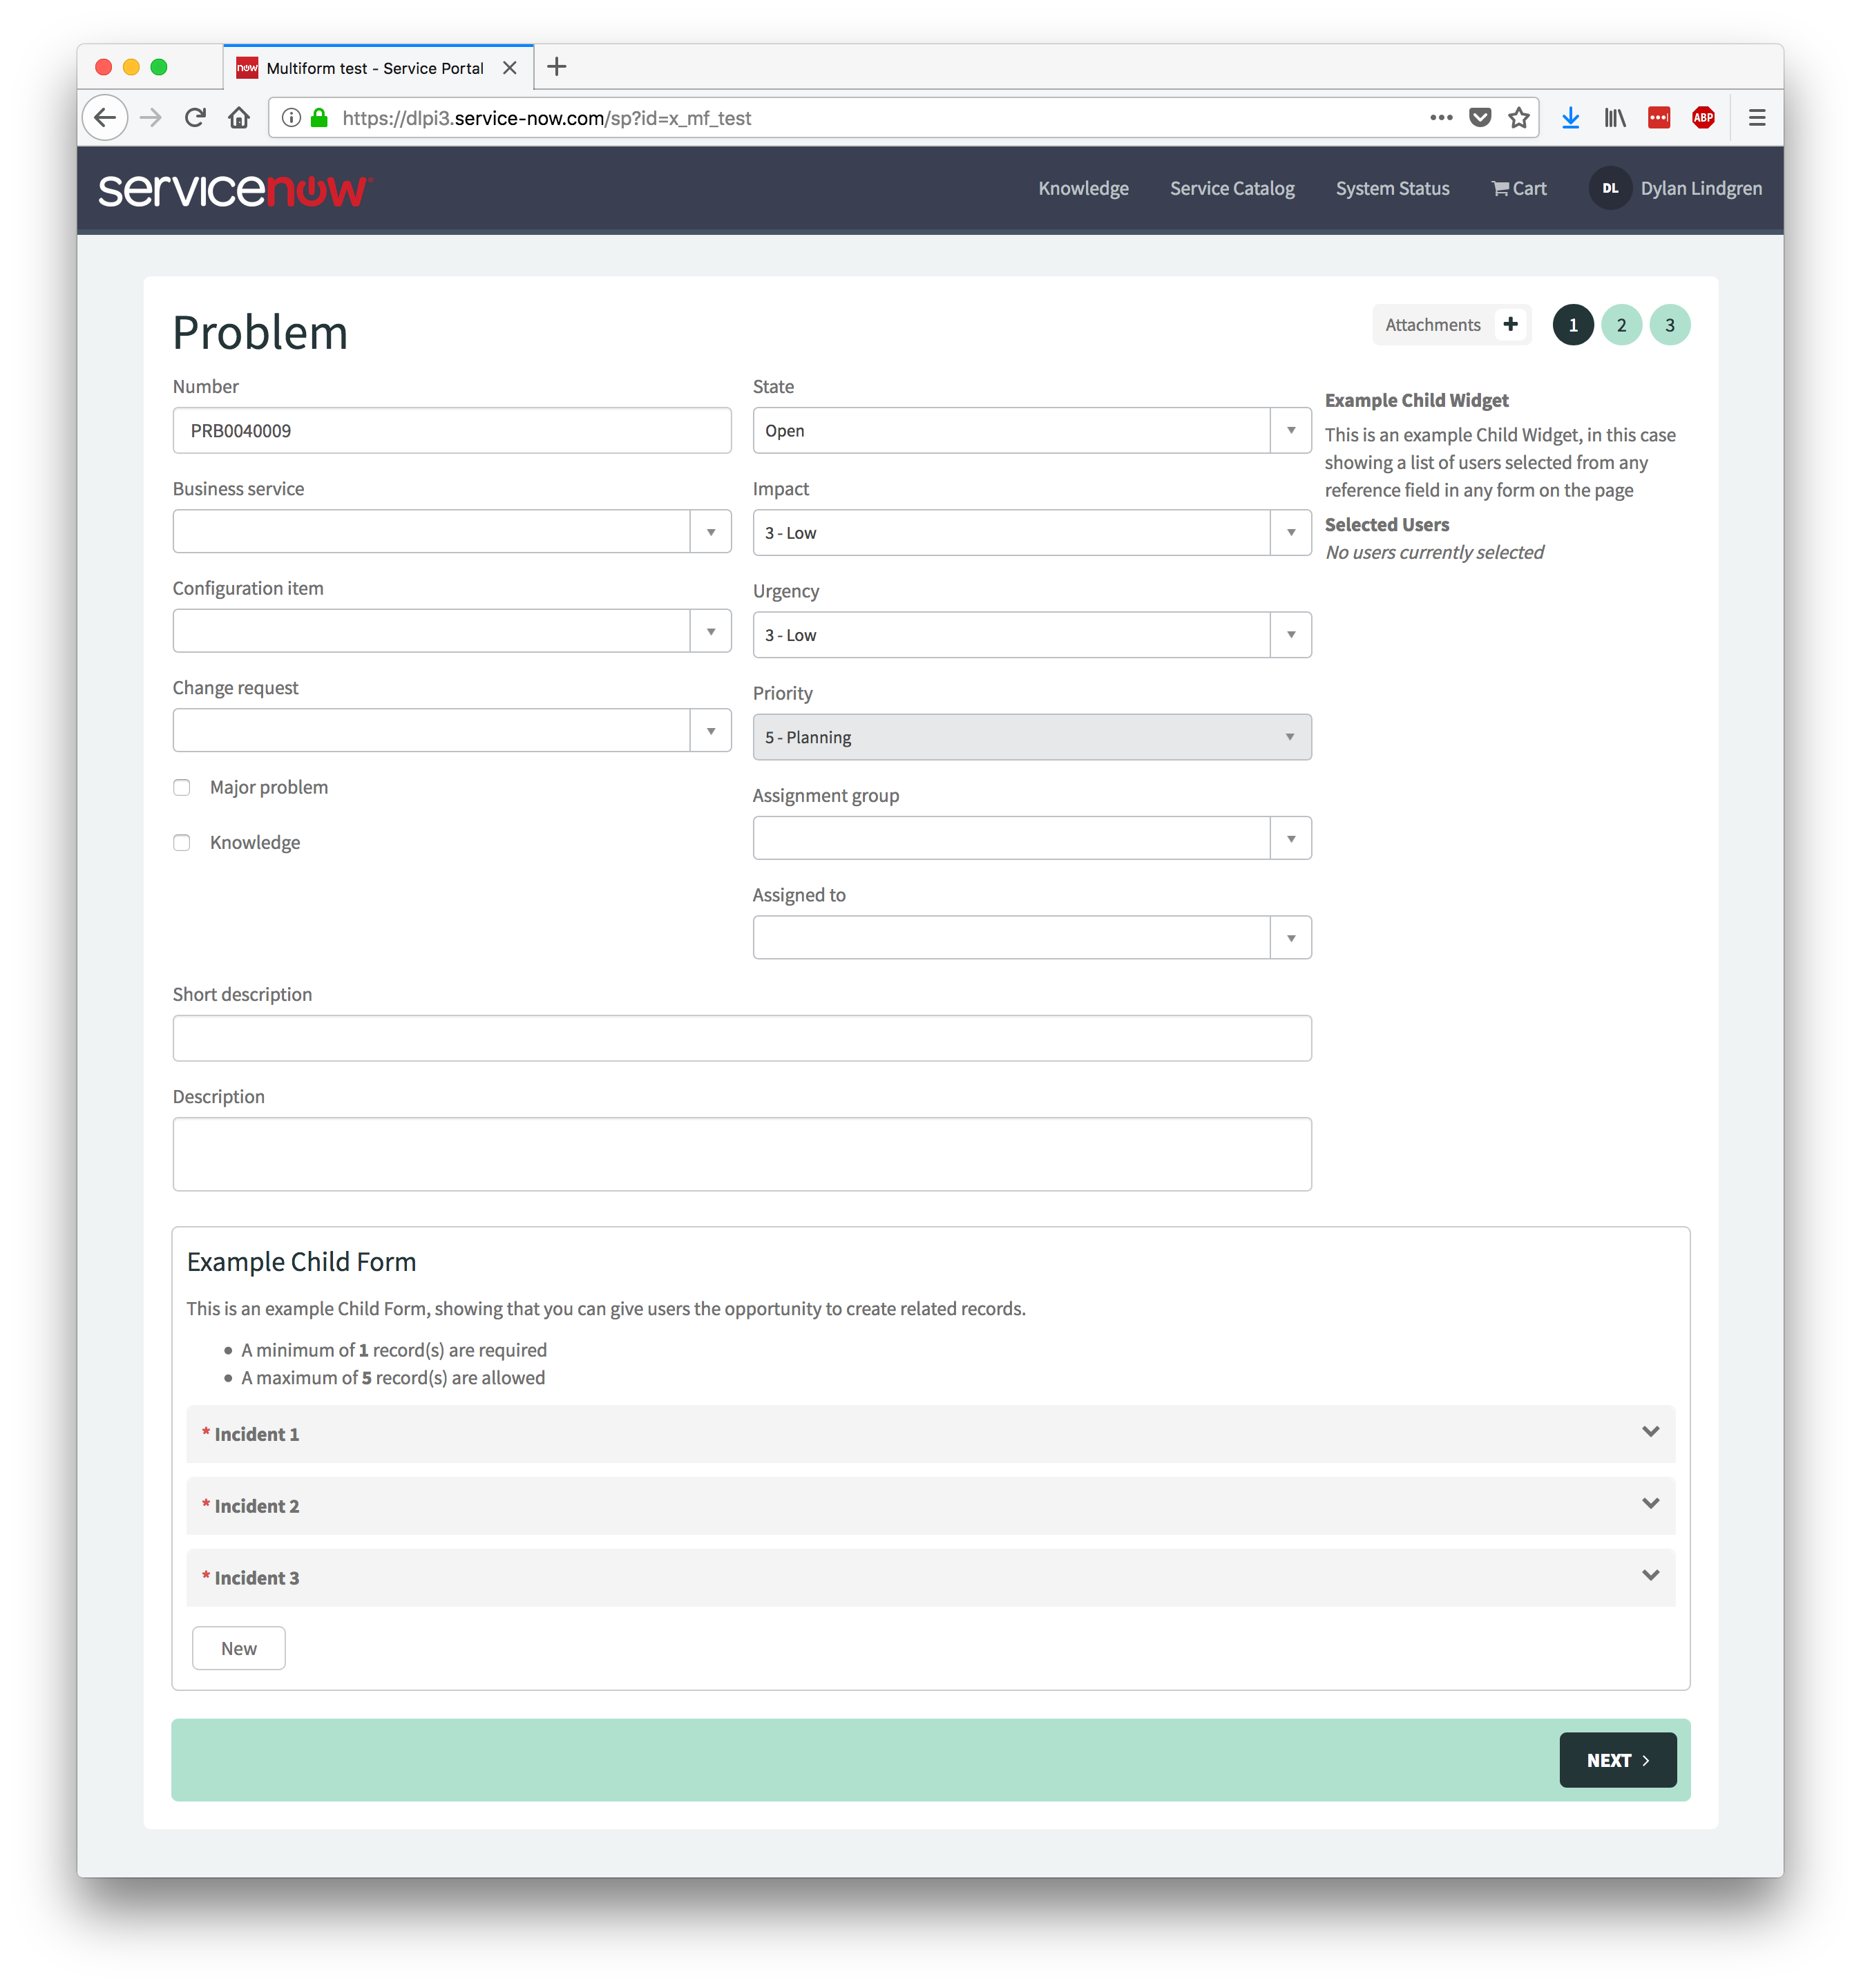 now Multiform test - Service Portal
https://dlpi3.service-now.com/sp?id=x_mf_test
ABP
servicenow
Knowledge
Service Catalog
System Status
Cart
DL
Dylan Lindgren
Problem
Attachments
1
2
3
Number
PRB0040009
Business service
Configuration item
Change request
Major problem
Knowledge
State
Open
Impact
3 - Low
Urgency
3 - Low
Priority
5 - Planning
Assignment group
Assigned to
Example Child Widget
This is an example Child Widget, in this case
showing a list of users selected from any
reference field in any form on the page
Selected Users
No users currently selected
Short description
Description
Example Child Form
This is an example Child Form, showing that you can give users the opportunity to create related records.
• A minimum of 1 record(s) are required
• A maximum of 5 record(s) are allowed
* Incident 1
* Incident 2
* Incident 3
New
NEXT